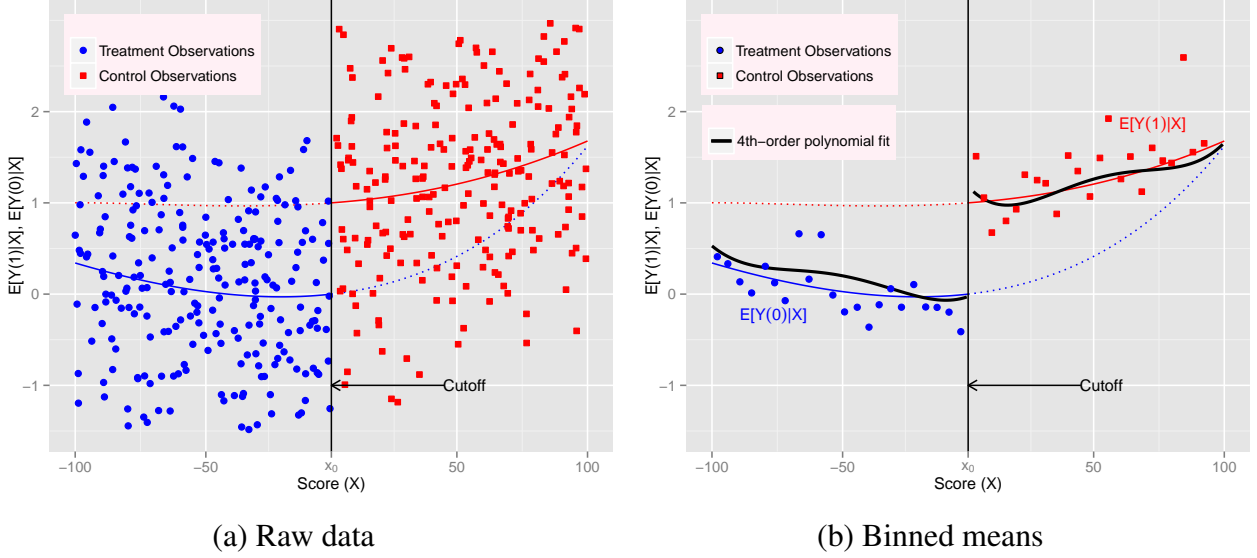 Treatment Observations
Control Observations
E[Y(1)|X], E[Y(0)|X]
2
1
0
−1
Cutoff
−100
−50
x₀
50
100
Score (X)
(a) Raw data
Treatment Observations
Control Observations
4th−order polynomial fit
E[Y(1)|X]
E[Y(0)|X]
E[Y(1)|X], E[Y(0)|X]
2
1
0
−1
Cutoff
−100
−50
x₀
50
100
Score (X)
(b) Binned means